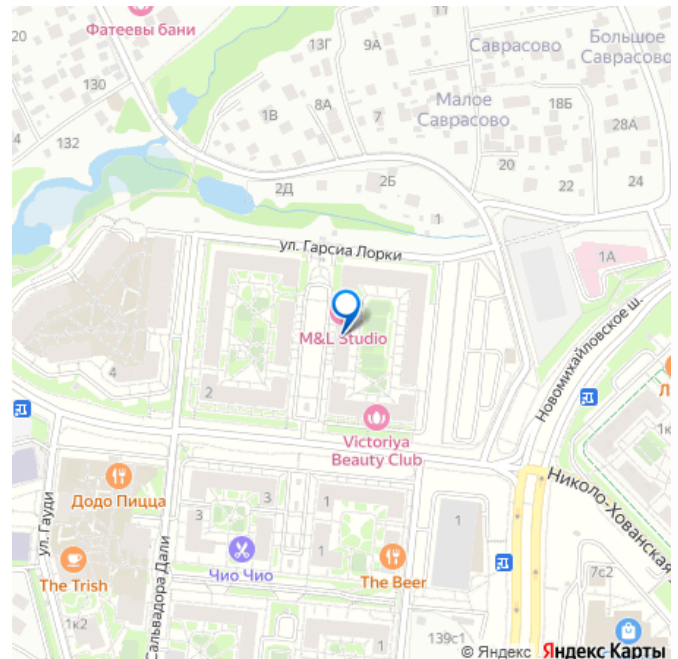 Фатеевы бани
13Г
9А
Саврасово
Большое
Саврасово
130
1В
8А
7
Малое
Саврасово
18Б
28А
132
2Д
2Б
20
22
24
1
ул. Гарсиа Лорки
1А
M&L Studio
Новомихайловское ш.
4
2
Victoriya
Beauty Club
Л
1к
Додо Пицца
Николо-Хованская
ул. Гауди
The Trish
Сальвадора Дали
3
3
1
1
1
Чио Чио
The Beer
7с2
1к2
139с1
© Яндекс Яндекс Карты